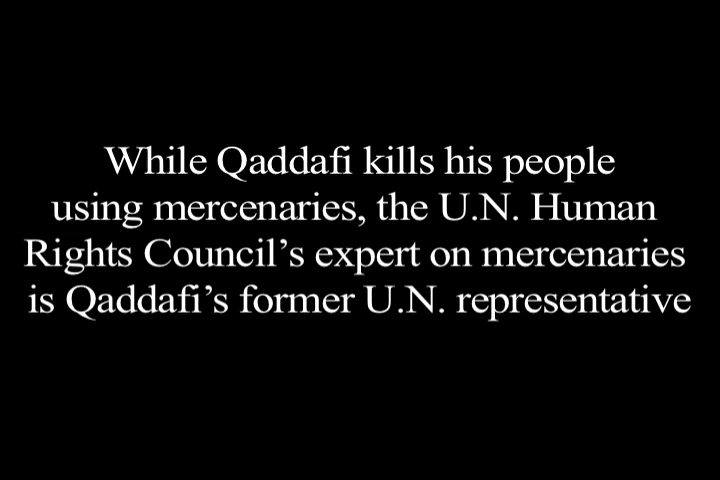 While Qaddafi kills his people
using mercenaries, the U.N. Human
Rights Council’s expert on mercenaries
is Qaddafi’s former U.N. representative